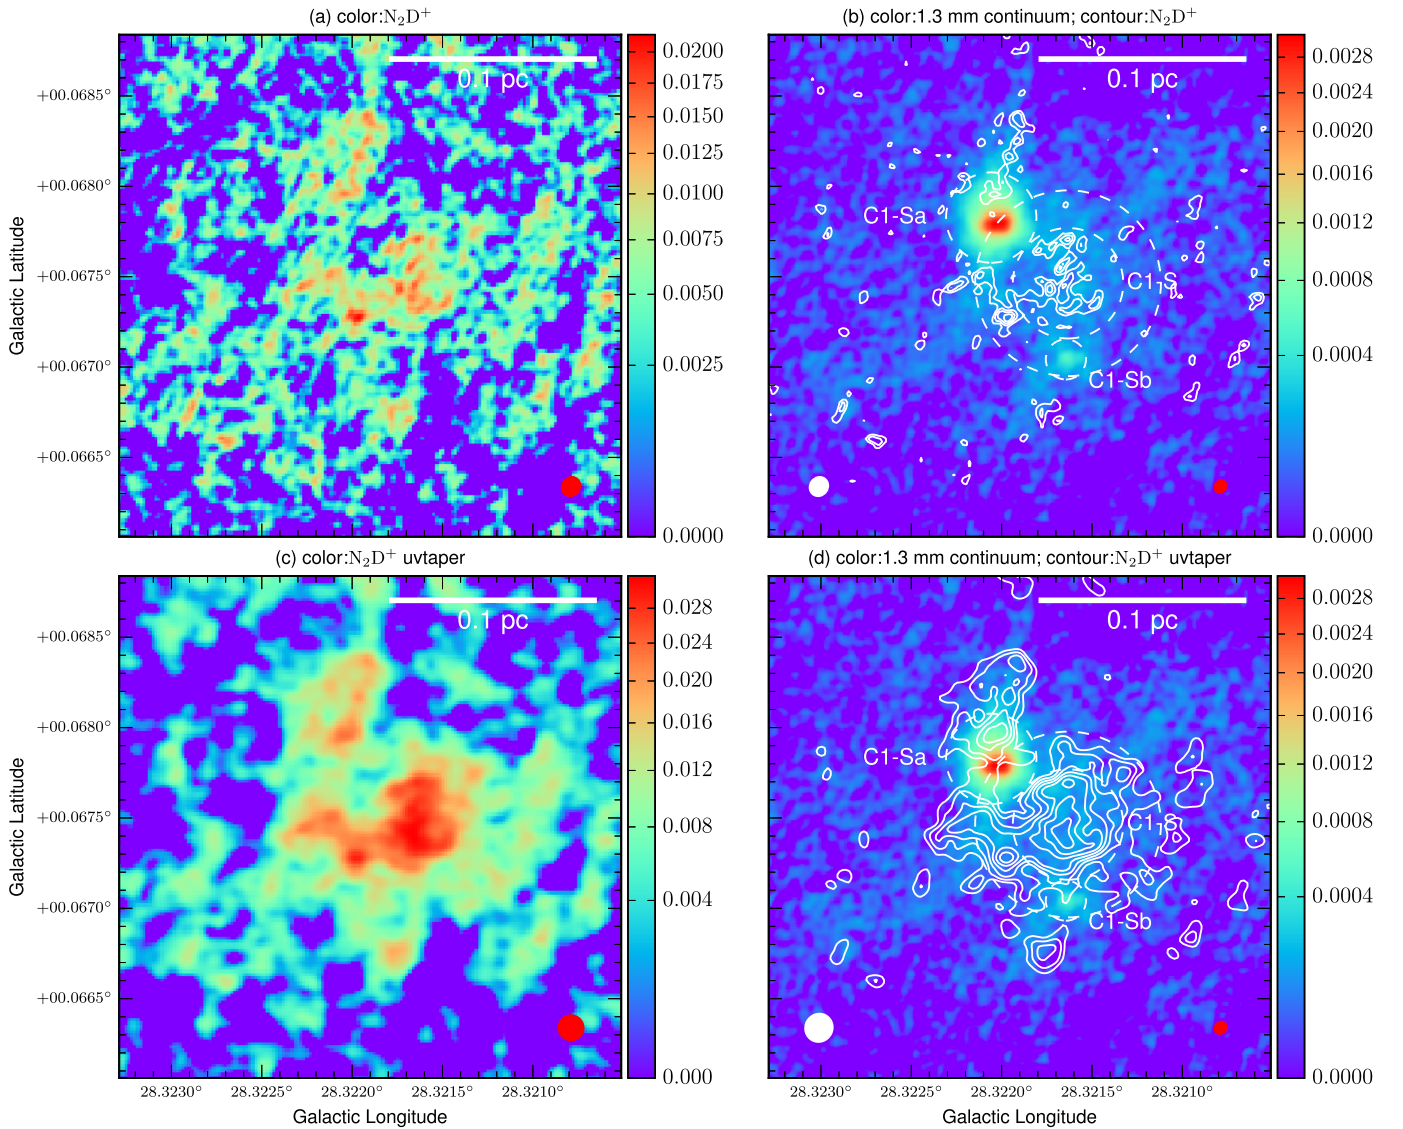 (a) color:N₂D⁺
(b) color:1.3 mm continuum; contour:N₂D⁺
0.1 pc
+00.0685°
+00.0680°
+00.0675°
+00.0670°
+00.0665°
Galactic Latitude
0.0200
0.0175
0.0150
0.0125
0.0100
0.0075
0.0050
0.0025
0.0000
0.1 pc
C1-Sa
C1-S
C1-Sb
0.0028
0.0024
0.0020
0.0016
0.0012
0.0008
0.0004
0.0000
(c) color:N₂D⁺ uvtaper
(d) color:1.3 mm continuum; contour:N₂D⁺ uvtaper
0.1 pc
+00.0685°
+00.0680°
+00.0675°
+00.0670°
+00.0665°
Galactic Latitude
28.3230° 28.3225° 28.3220° 28.3215° 28.3210°
Galactic Longitude
0.028
0.024
0.020
0.016
0.012
0.008
0.004
0.000
0.1 pc
C1-Sa
C1-S
C1-Sb
28.3230° 28.3225° 28.3220° 28.3215° 28.3210°
Galactic Longitude
0.0028
0.0024
0.0020
0.0016
0.0012
0.0008
0.0004
0.0000